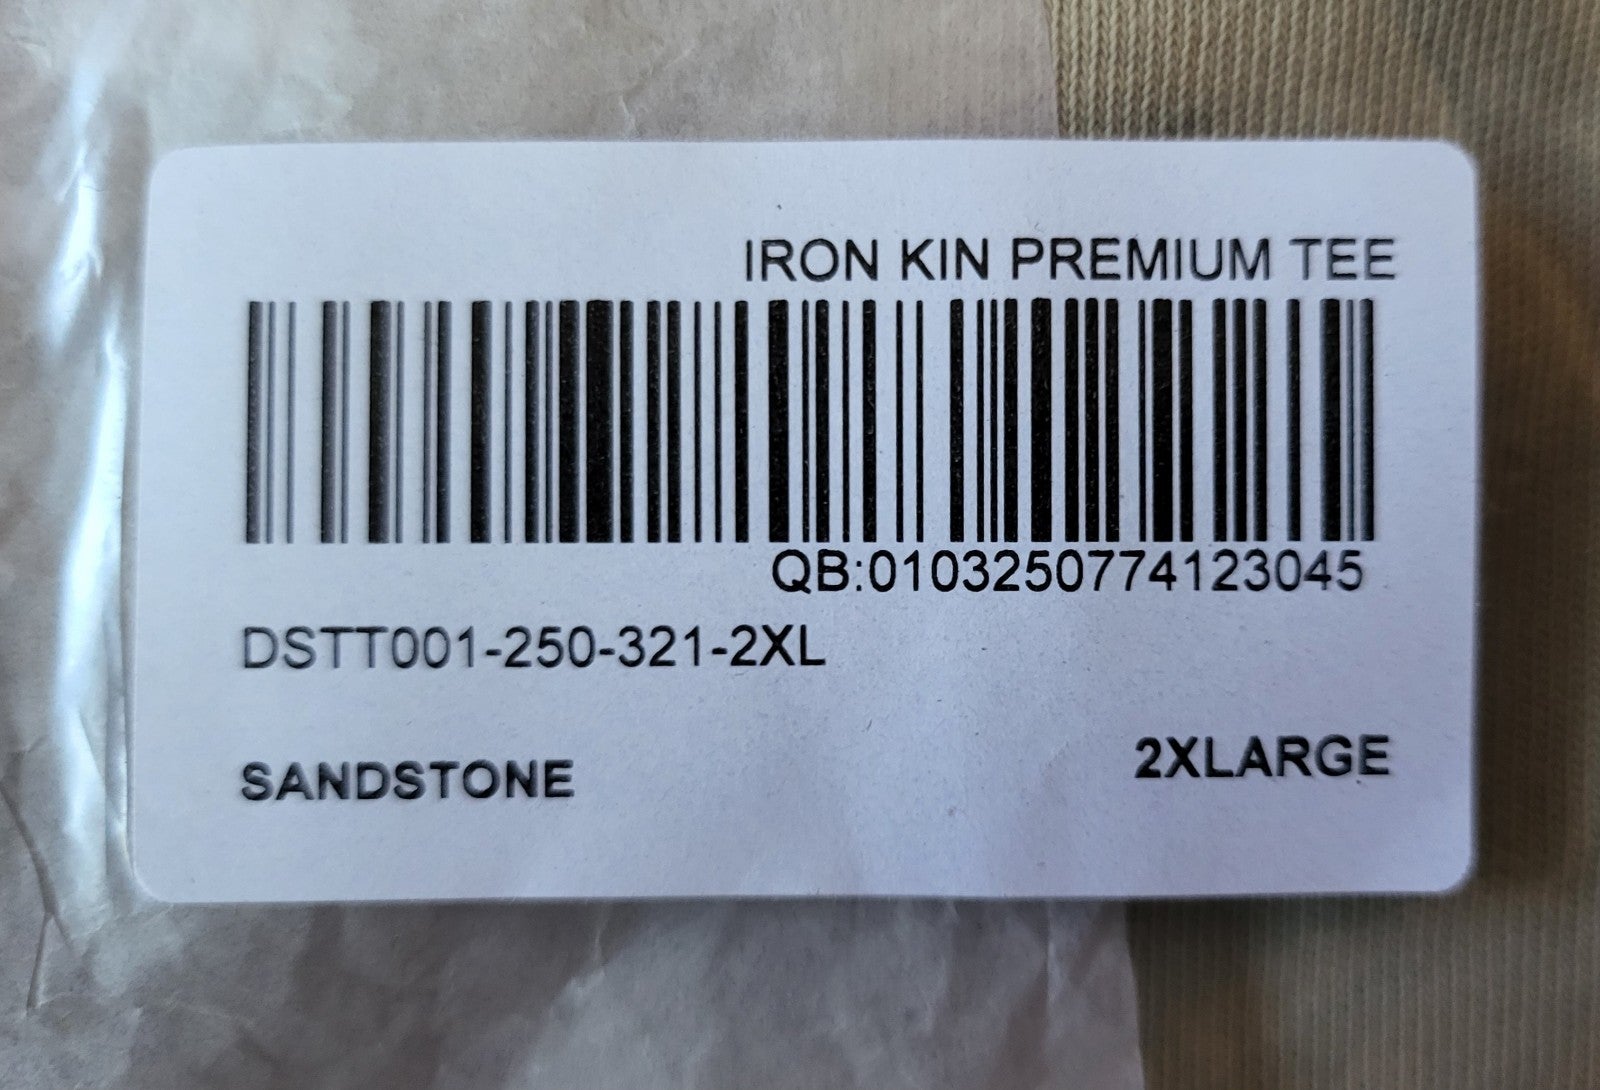 IRON KIN PREMIUM TEE
QB:0103250774123045
DSTT001-250-321-2XL
SANDSTONE
2XLARGE